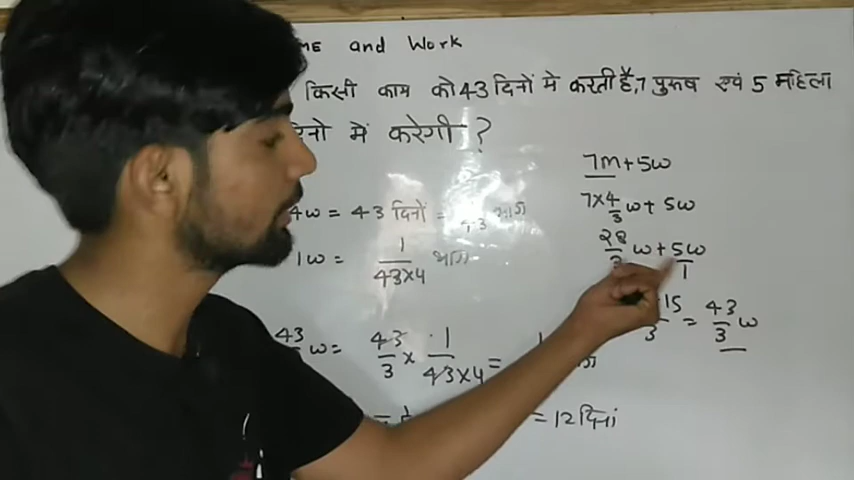 and Work
किसी काम को 43 दिनों मे करती है, 7 पुरूष एवं 5 महिला
में करेगी ?
7m+5w
7×4/3 w + 5w
28/3 w + 5w/1
15/3 = 43/3 w
4w = 43 दिनों = 43 भाग
1w = 1/43×4 भाग
43/3 w = 43/3 × 1/43×4 =
= 12 दिनों